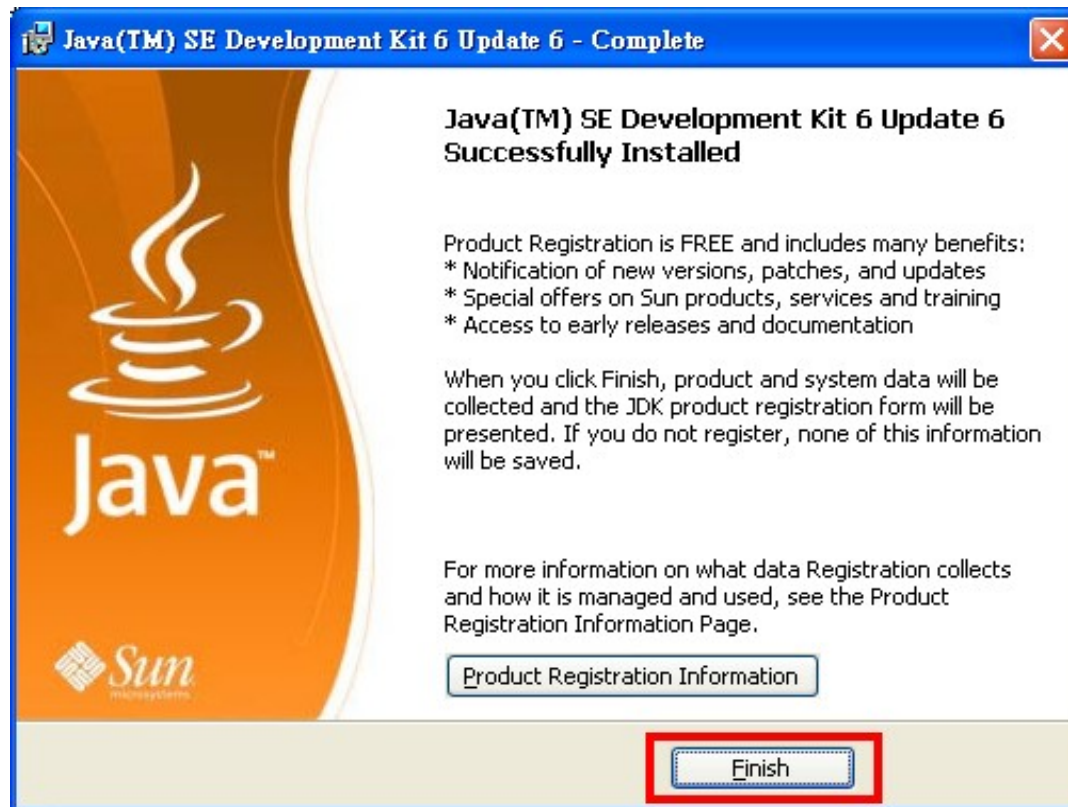 Java(TM) SE Development Kit 6 Update 6 - Complete
Java(TM) SE Development Kit 6 Update 6
Successfully Installed
Product Registration is FREE and includes many benefits:
* Notification of new versions, patches, and updates
* Special offers on Sun products, services and training
* Access to early releases and documentation
When you click Finish, product and system data will be
collected and the JDK product registration form will be
presented. If you do not register, none of this information
will be saved.
Java™
For more information on what data Registration collects
and how it is managed and used, see the Product
Registration Information Page.
Sun
microsystems
Product Registration Information
Finish